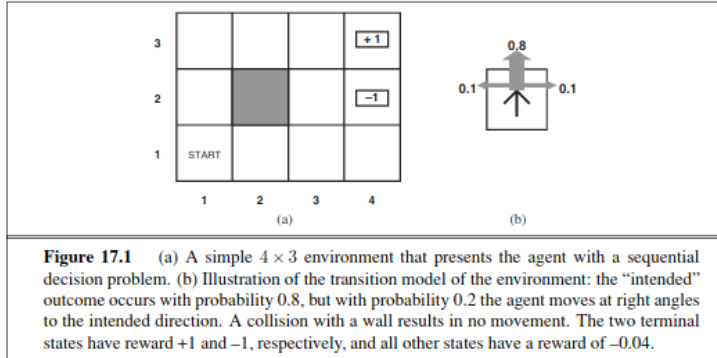 3
+ 1
2
–1
1
START
1 2 3 4
(a)
0.8
0.1
0.1
(b)
Figure 17.1 (a) A simple 4 × 3 environment that presents the agent with a sequential
decision problem. (b) Illustration of the transition model of the environment: the “intended”
outcome occurs with probability 0.8, but with probability 0.2 the agent moves at right angles
to the intended direction. A collision with a wall results in no movement. The two terminal
states have reward +1 and –1, respectively, and all other states have a reward of –0.04.